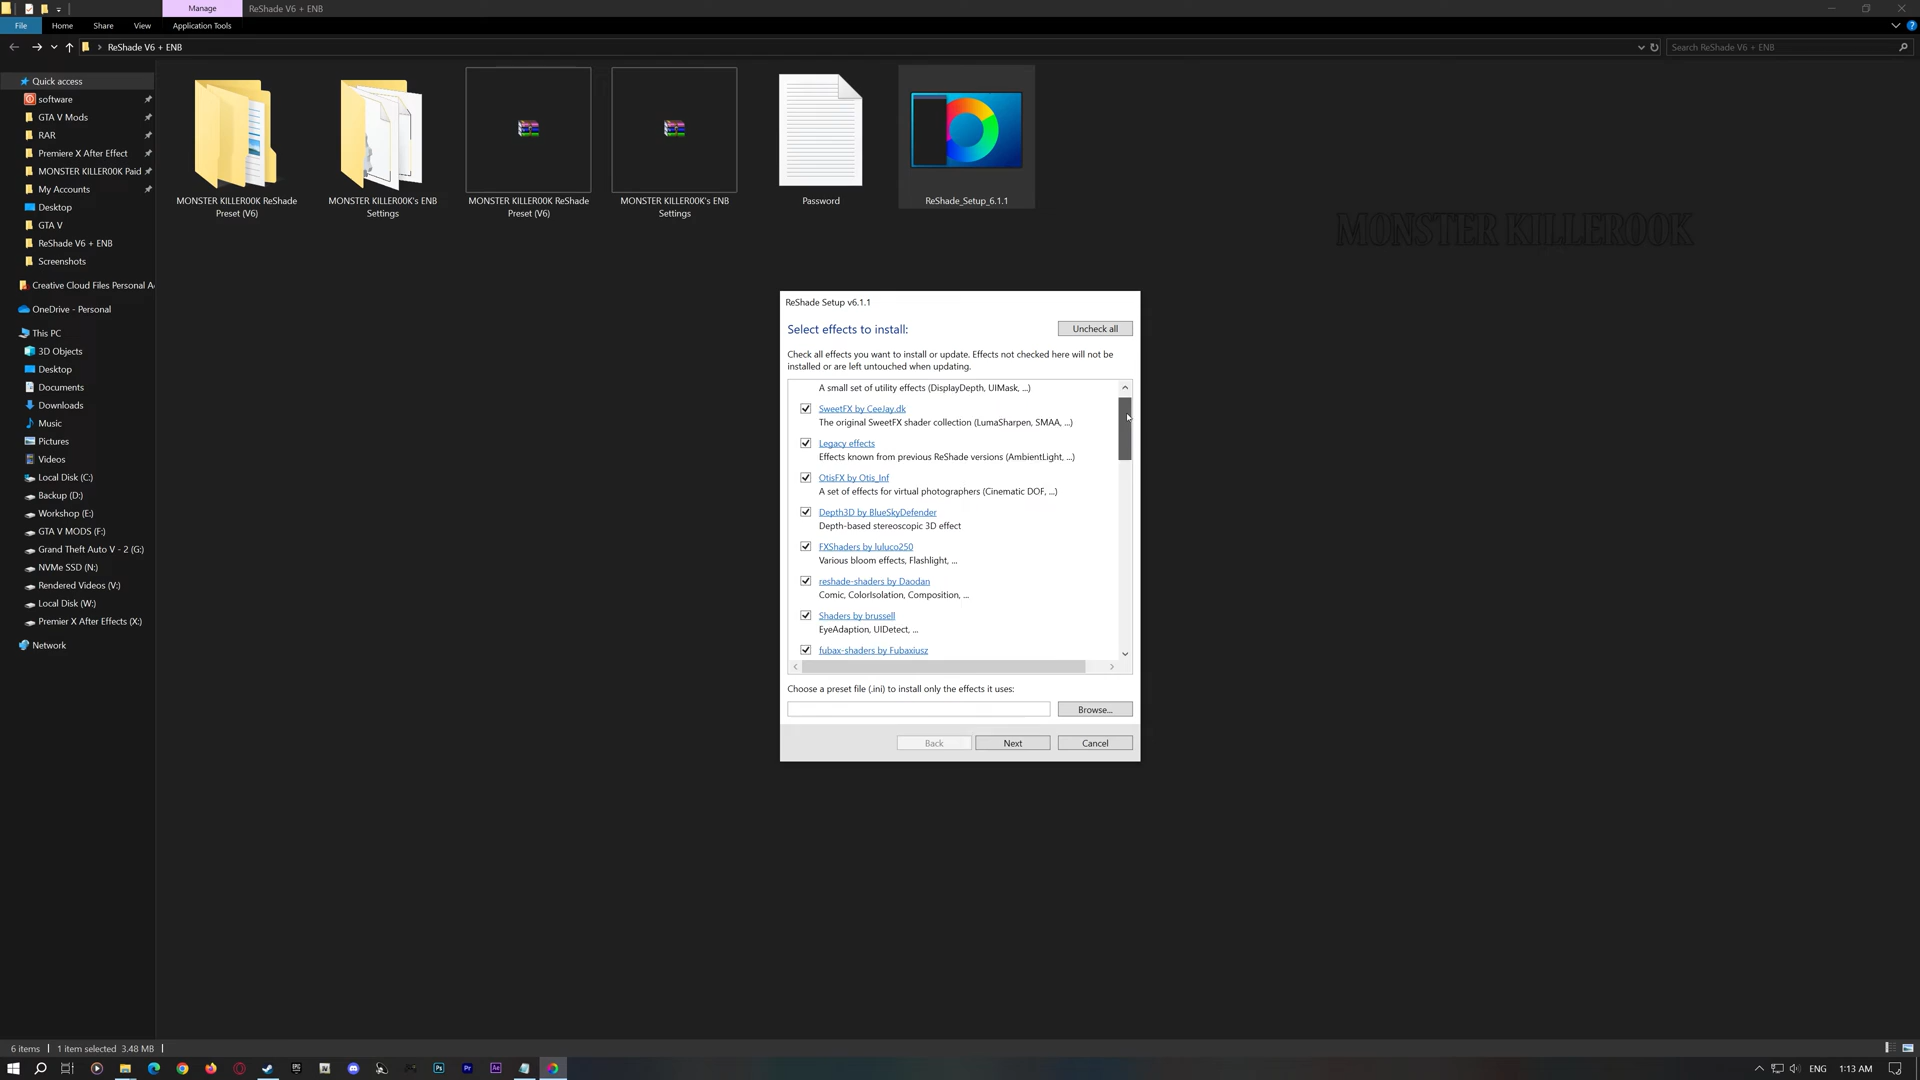 Manage
ReShade V6 + ENB
File
Home
Share
View
Application Tools
ReShade V6 + ENB
Search ReShade V6 + ENB
Quick access
software
GTA V Mods
RAR
Premiere X After Effect
MONSTER KILLER00K Paid
My Accounts
Desktop
GTA V
ReShade V6 + ENB
Screenshots
Creative Cloud Files Personal A
OneDrive - Personal
This PC
3D Objects
Desktop
Documents
Downloads
Music
Pictures
Videos
Local Disk (C:)
Backup (D:)
Workshop (E:)
GTA V MODS (F:)
Grand Theft Auto V - 2 (G:)
NVMe SSD (N:)
Rendered Videos (V:)
Local Disk (W:)
Premier X After Effects (X:)
Network
MONSTER KILLER00K ReShade
Preset (V6)
MONSTER KILLER00K's ENB
Settings
MONSTER KILLER00K ReShade
Preset (V6)
MONSTER KILLER00K's ENB
Settings
Password
ReShade_Setup_6.1.1
MONSTER KILLER00K
ReShade Setup v6.1.1
Select effects to install:
Uncheck all
Check all effects you want to install or update. Effects not checked here will not be
installed or are left untouched when updating.
A small set of utility effects (DisplayDepth, UIMask, ...)
SweetFX by CeeJay.dk
The original SweetFX shader collection (LumaSharpen, SMAA, ...)
Legacy effects
Effects known from previous ReShade versions (AmbientLight, ...)
OtisFX by Otis_Inf
A set of effects for virtual photographers (Cinematic DOF, ...)
Depth3D by BlueSkyDefender
Depth-based stereoscopic 3D effect
FXShaders by luluco250
Various bloom effects, Flashlight, ...
reshade-shaders by Daodan
Comic, ColorIsolation, Composition, ...
Shaders by brussell
EyeAdaption, UIDetect, ...
fubax-shaders by Fubaxiusz
Choose a preset file (.ini) to install only the effects it uses:
Browse...
Back
Next
Cancel
6 items
1 item selected 3.48 MB
ENG
1:13 AM